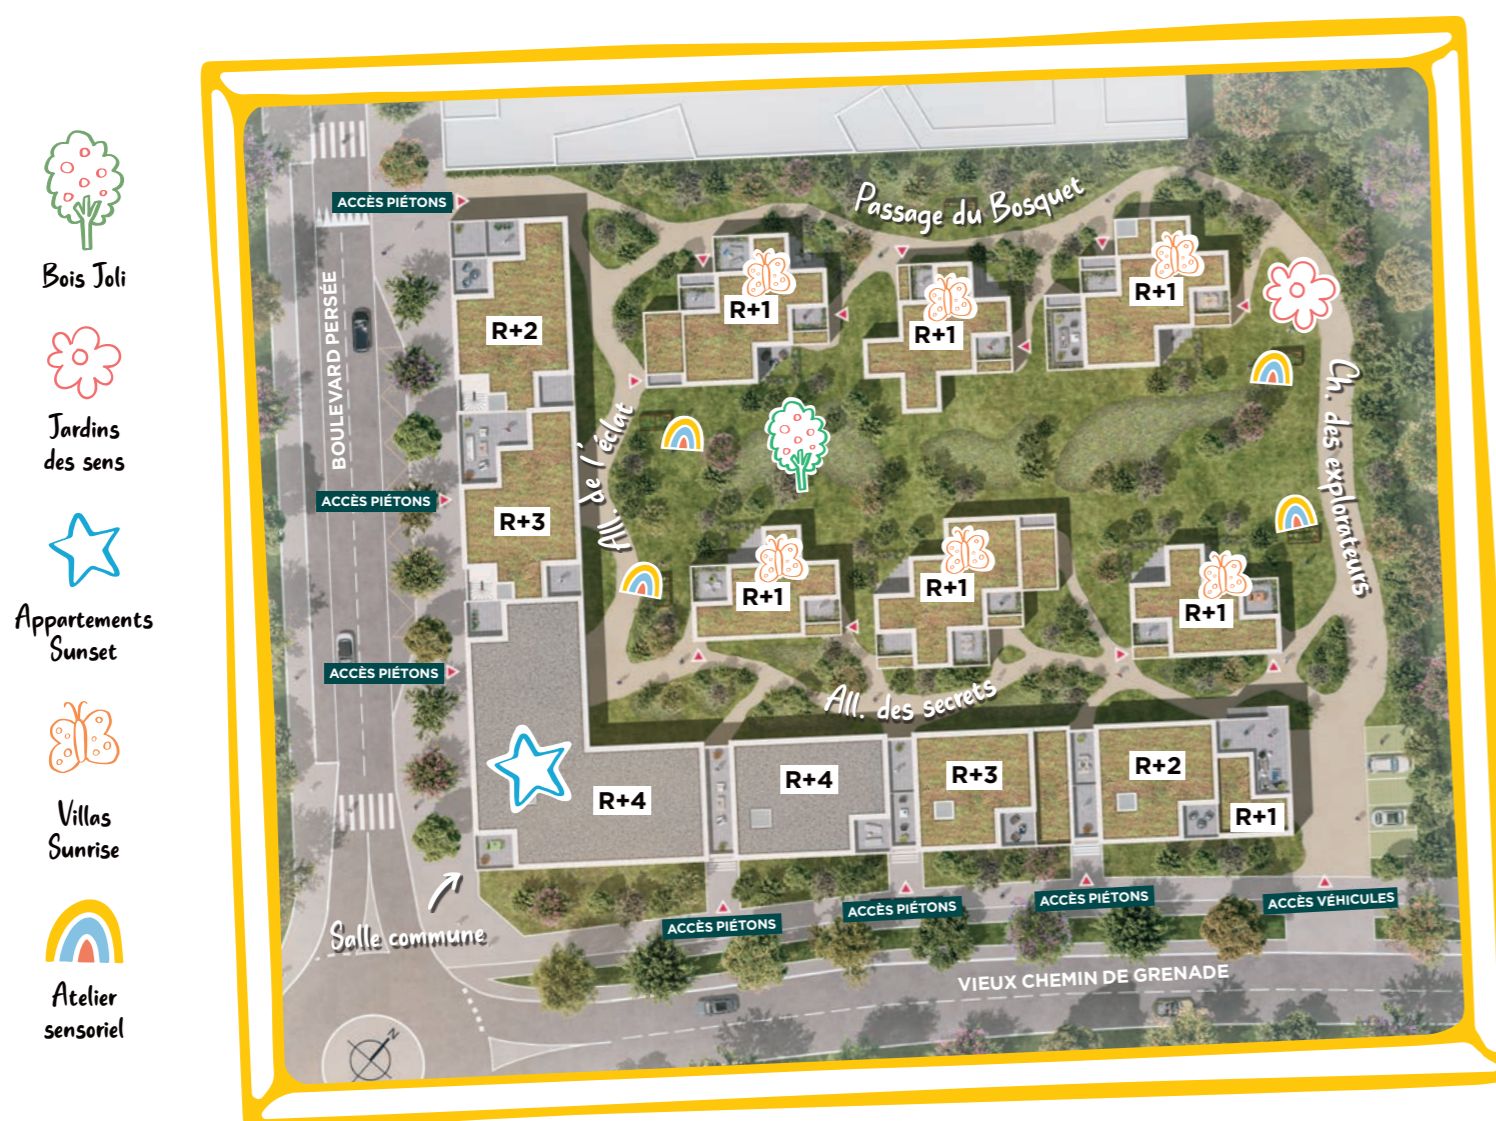 Bois Joli
Jardins
des sens
Appartements
Sunset
Villas
Sunrise
Atelier
sensoriel
ACCÈS PIÉTONS
Passage du Bosquet
BOULEVARD PERSÉE
R+2
R+1
R+1
R+1
ACCÈS PIÉTONS
R+3
All. de l'éclat
Ch. des explorateurs
R+1
R+1
R+1
ACCÈS PIÉTONS
All. des secrets
R+4
R+4
R+3
R+2
R+1
Salle commune
ACCÈS PIÉTONS
ACCÈS PIÉTONS
ACCÈS PIÉTONS
ACCÈS VÉHICULES
VIEUX CHEMIN DE GRENADE
N